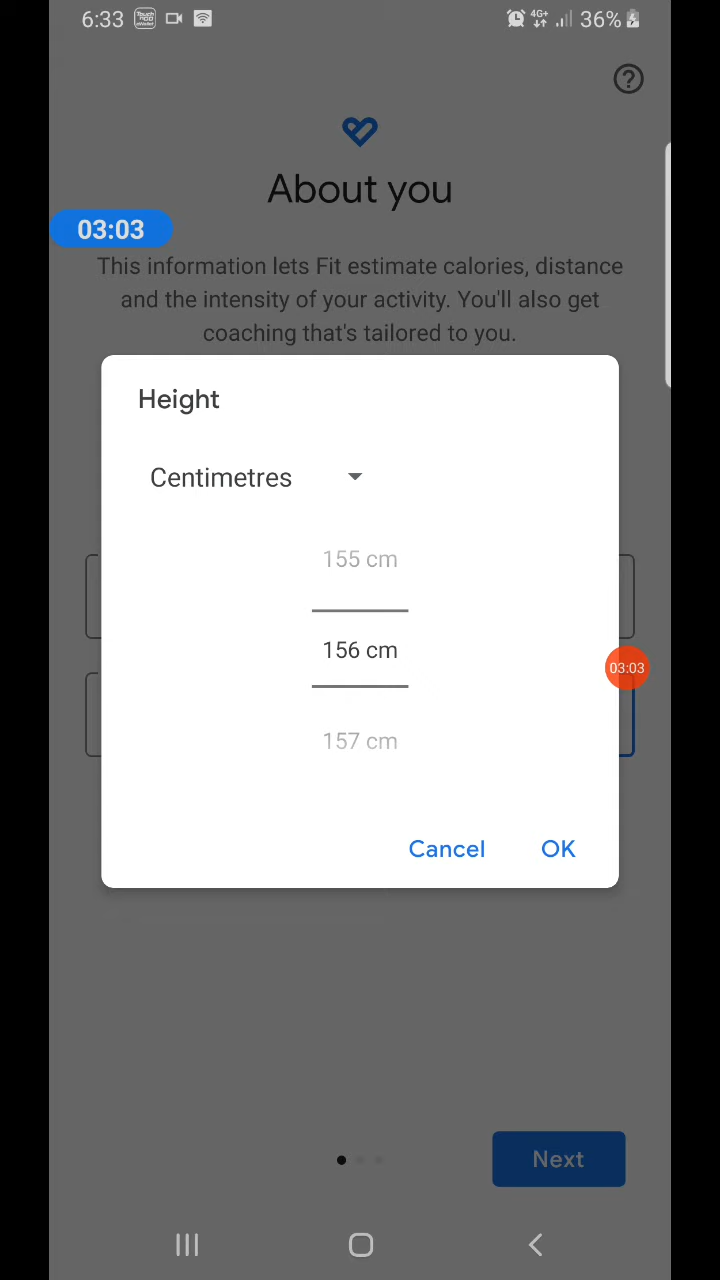 6:33
4G+
36%
About you
03:03
This information lets Fit estimate calories, distance
and the intensity of your activity. You'll also get
coaching that's tailored to you.
Height
Centimetres
155 cm
156 cm
03:03
157 cm
Cancel OK
Next